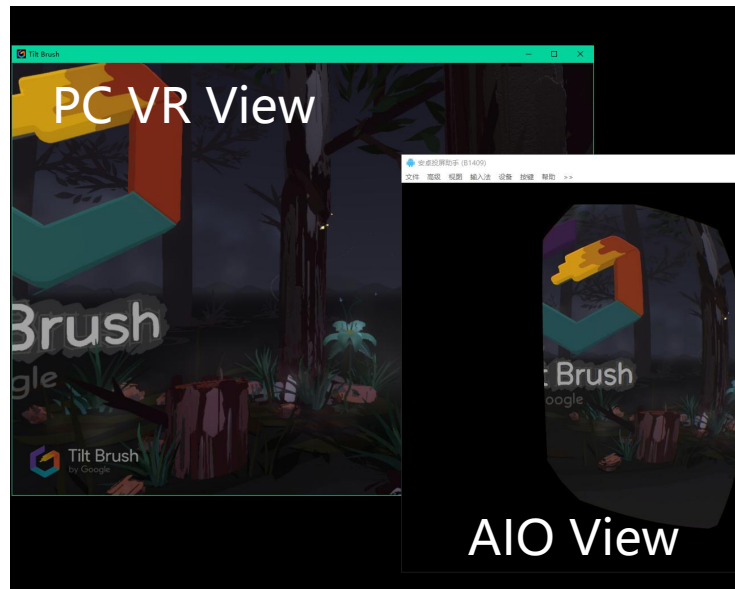 Tilt Brush
PC VR View
Brush
gle
Tilt Brush
by Google
安卓投屏助手 (B1409)
文件 高级 视图 输入法 设备 按键 帮助 >>
t Brush
oogle
AIO View